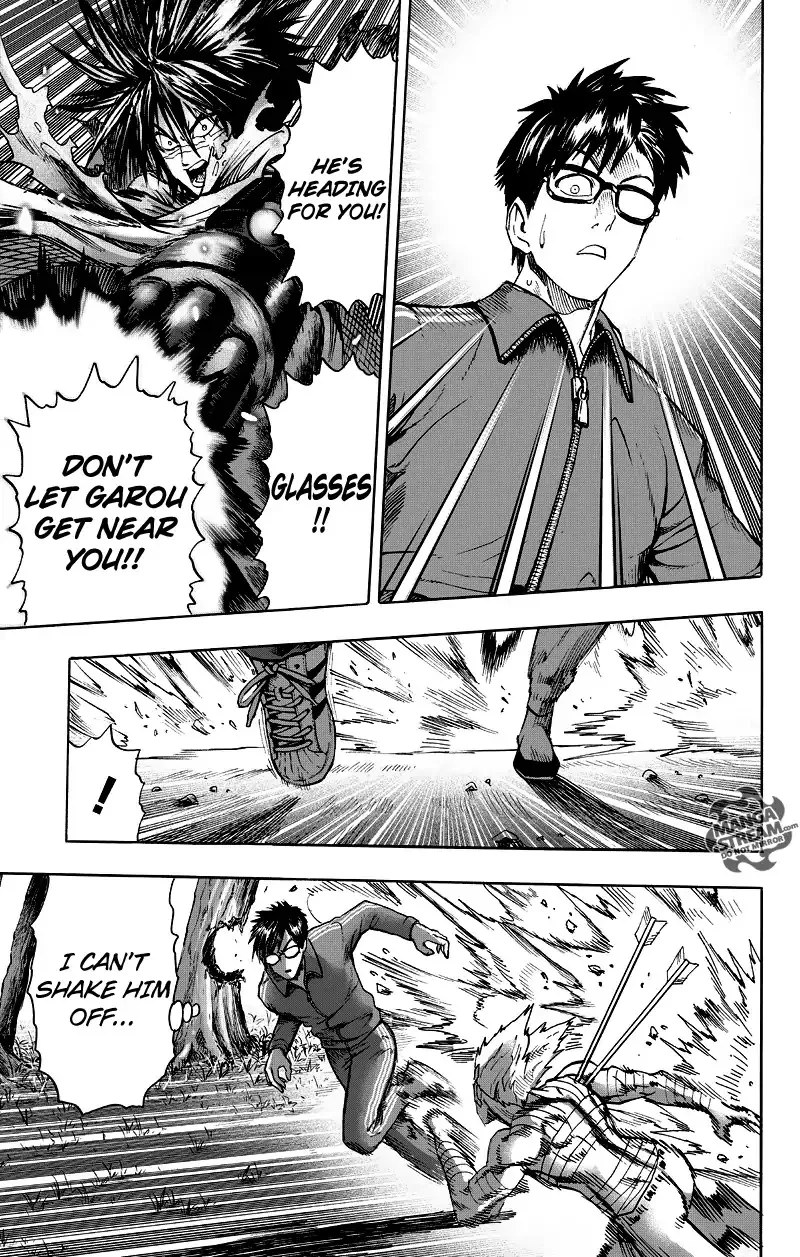 HE'S
HEADING
FOR YOU!
GLASSES
!!
DON'T
LET GAROU
GET NEAR
YOU!!
!
MANGA
STREAM.com
DO NOT MIRROR
I CAN'T
SHAKE HIM
OFF...